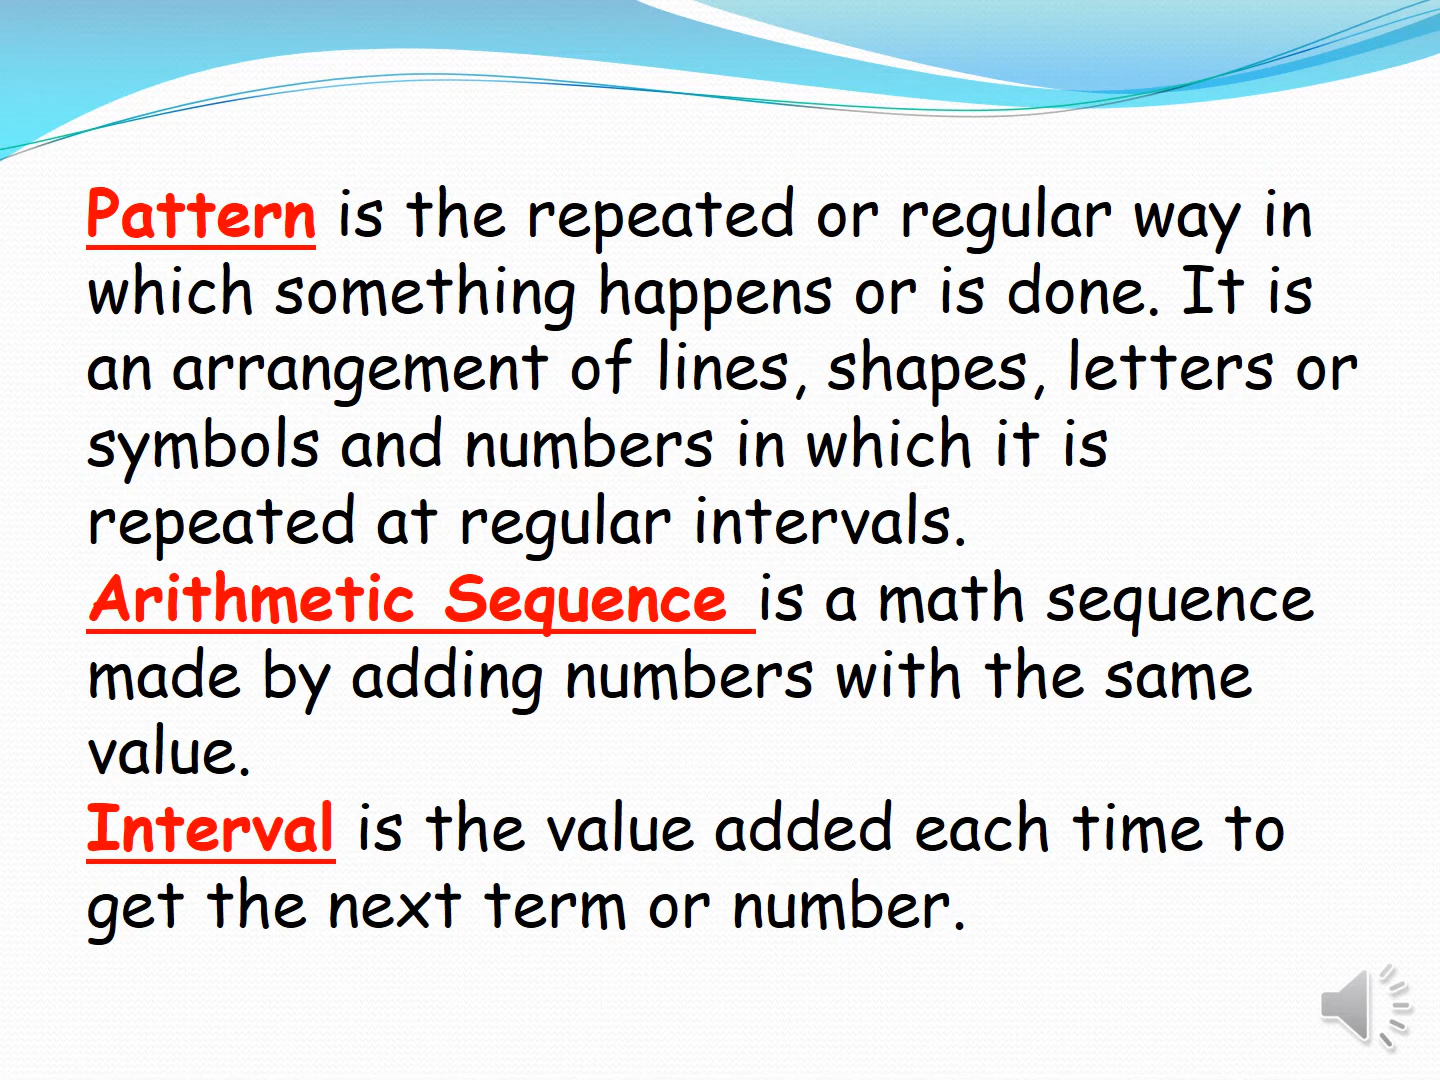 Pattern is the repeated or regular way in
which something happens or is done. It is
an arrangement of lines, shapes, letters or
symbols and numbers in which it is
repeated at regular intervals.
Arithmetic Sequence is a math sequence
made by adding numbers with the same
value.
Interval is the value added each time to
get the next term or number.